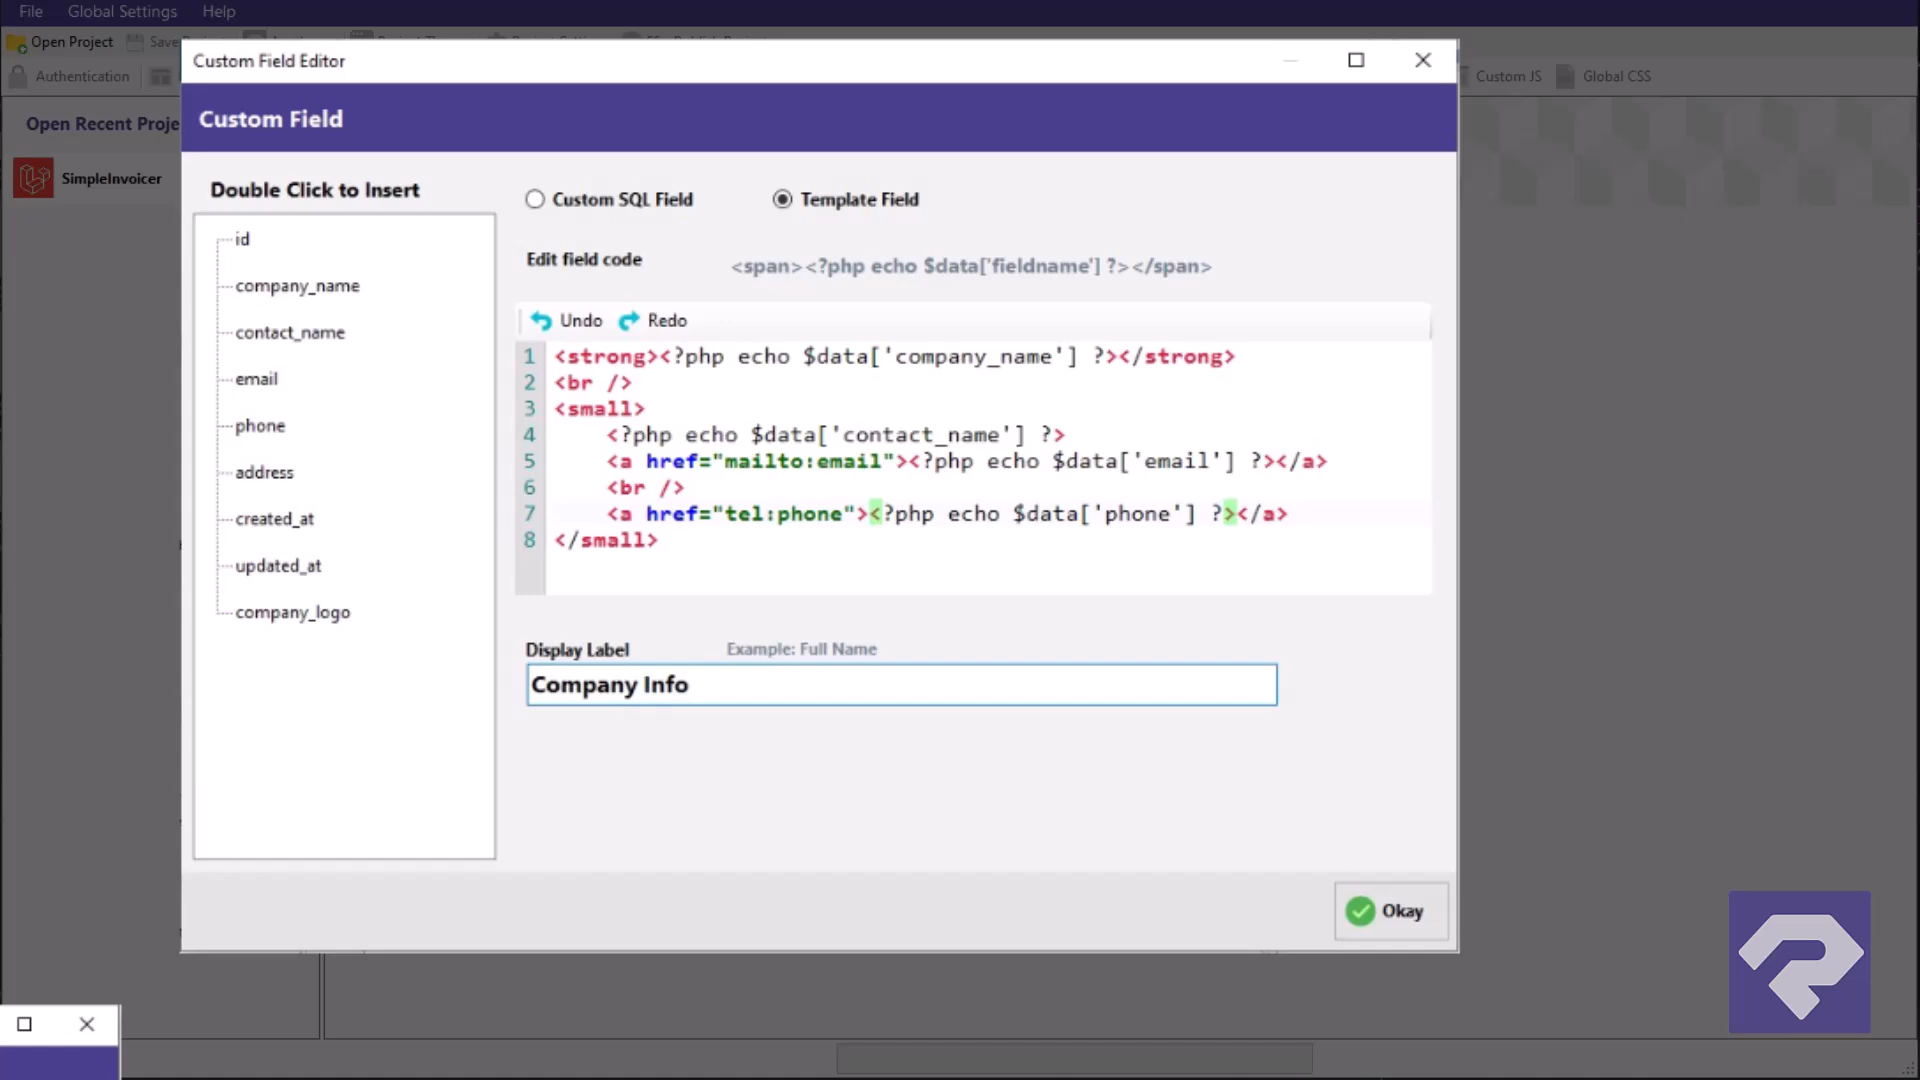 File Global Settings Help
Open Project Save
Custom Field Editor
Authentication Custom JS Global CSS
Custom Field
Open Recent Proje
SimpleInvoicer
Double Click to Insert
id
company_name
contact_name
email
phone
address
created_at
updated_at
company_logo
Custom SQL Field Template Field
Edit field code <span><?php echo $data['fieldname'] ?></span>
Undo Redo
1 <strong><?php echo $data['company_name'] ?></strong>
2 <br />
3 <small>
4 <?php echo $data['contact_name'] ?>
5 <a href="mailto:email"><?php echo $data['email'] ?></a>
6 <br />
7 <a href="tel:phone"><?php echo $data['phone'] ?></a>
8 </small>
Display Label Example: Full Name
Company Info
Okay